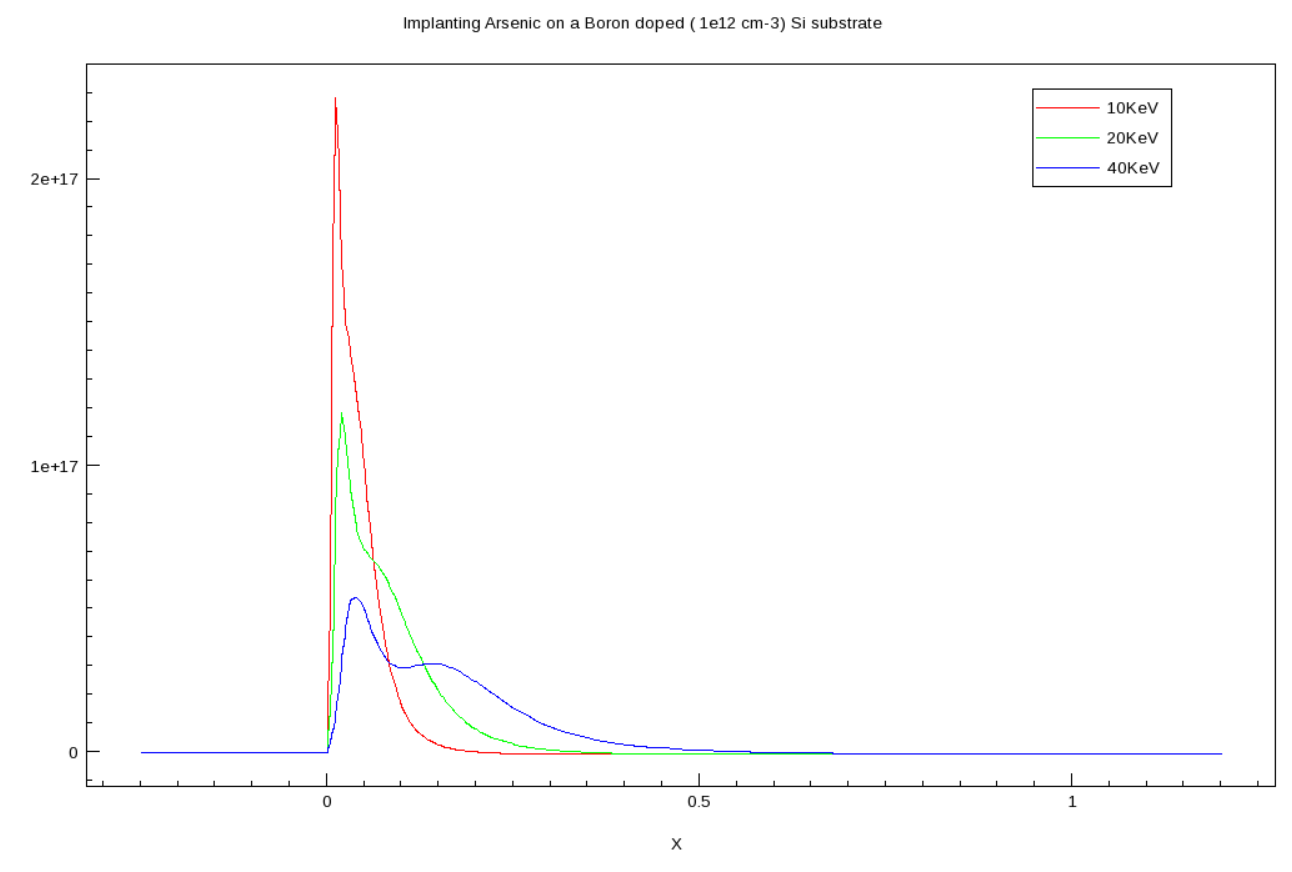 Implanting Arsenic on a Boron doped ( 1e12 cm-3) Si substrate
10KeV
20KeV
40KeV
2e+17
1e+17
0
0 0.5 1
X